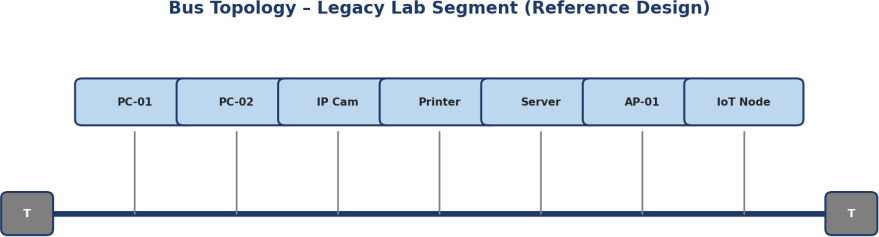 Bus Topology – Legacy Lab Segment (Reference Design)
PC-01 PC-02 IP Cam Printer Server AP-01 IoT Node
T T